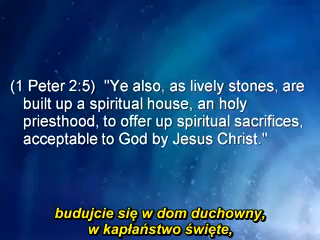 (1 Peter 2:5)  "Ye also, as lively stones, are
built up a spiritual house, an holy
priesthood, to offer up spiritual sacrifices,
acceptable to God by Jesus Christ."
budujcie się w dom duchowny,
w kapłaństwo święte,